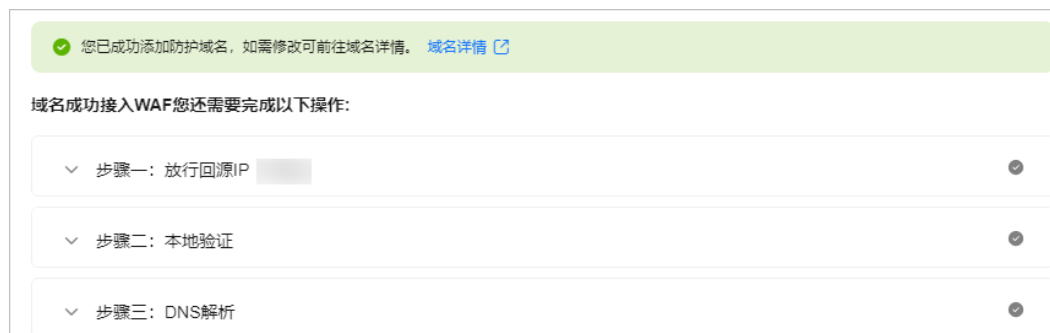 您已成功添加防护域名，如需修改可前往域名详情。 域名详情
域名成功接入WAF您还需要完成以下操作：
步骤一：放行回源IP
步骤二：本地验证
步骤三：DNS解析